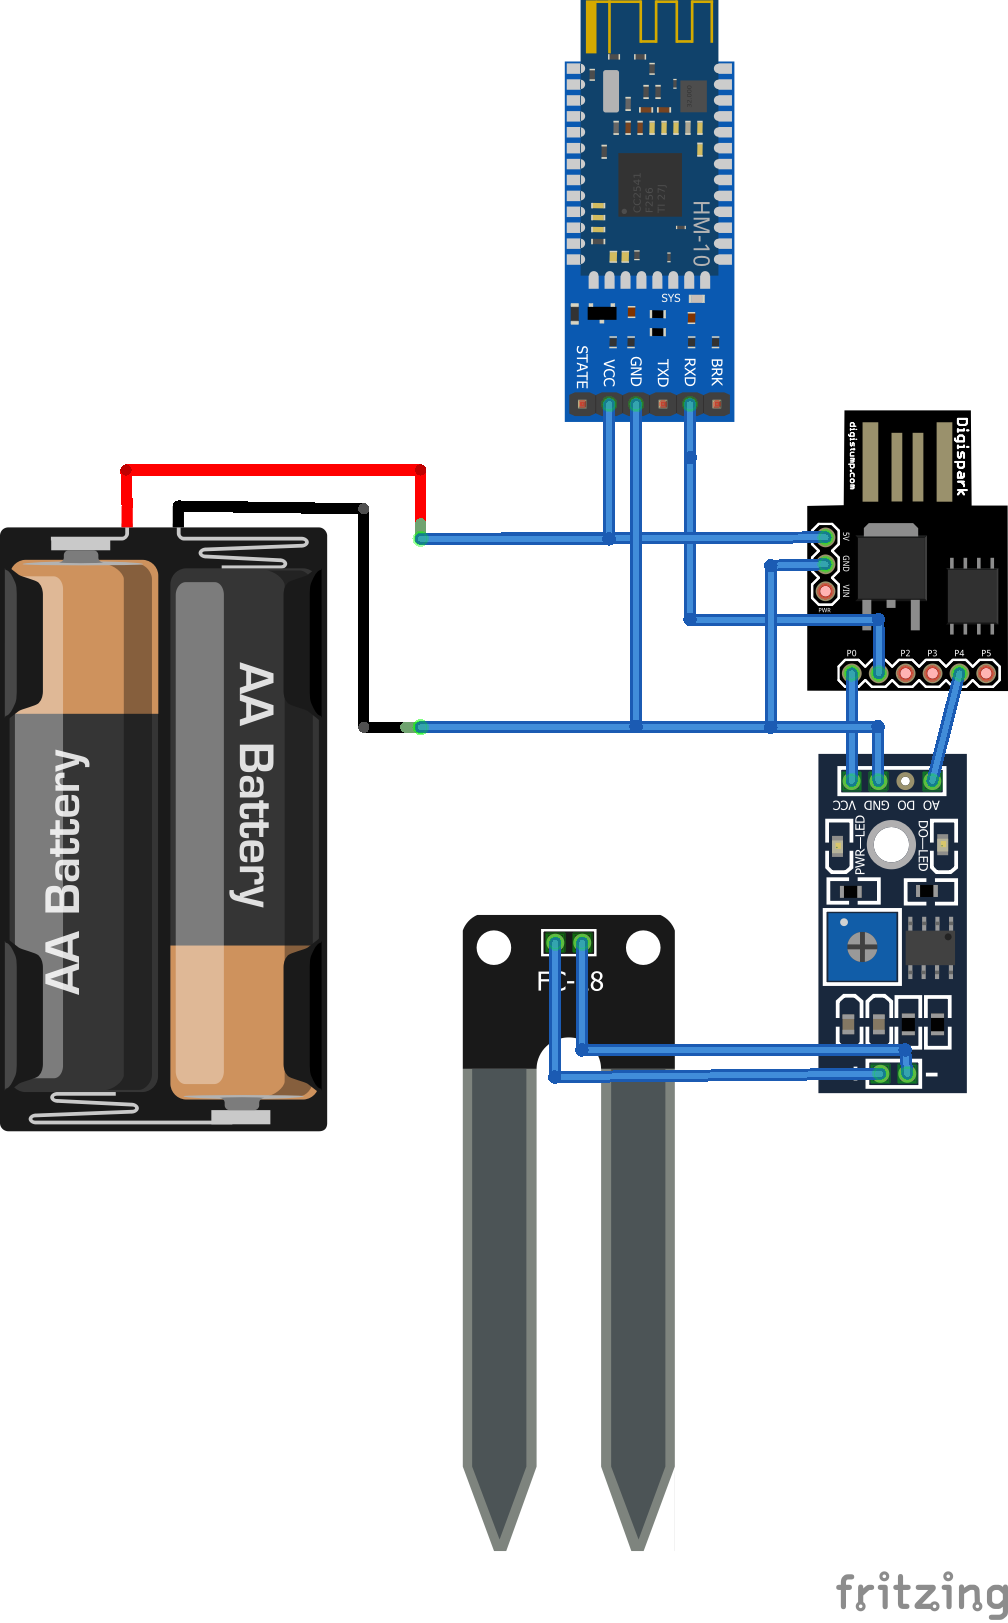 CC2541
F256
TI 27J
HM-10
SYS
STATE
VCC
GND
TXD
RXD
BRK
Digispark
digistump.com
5V
GND
VIN
PWR
P0
P2
P3
P4
P5
AA Battery
AA Battery
VCC
GND
DO
AO
PWR-LED
DO-LED
-
fritzing